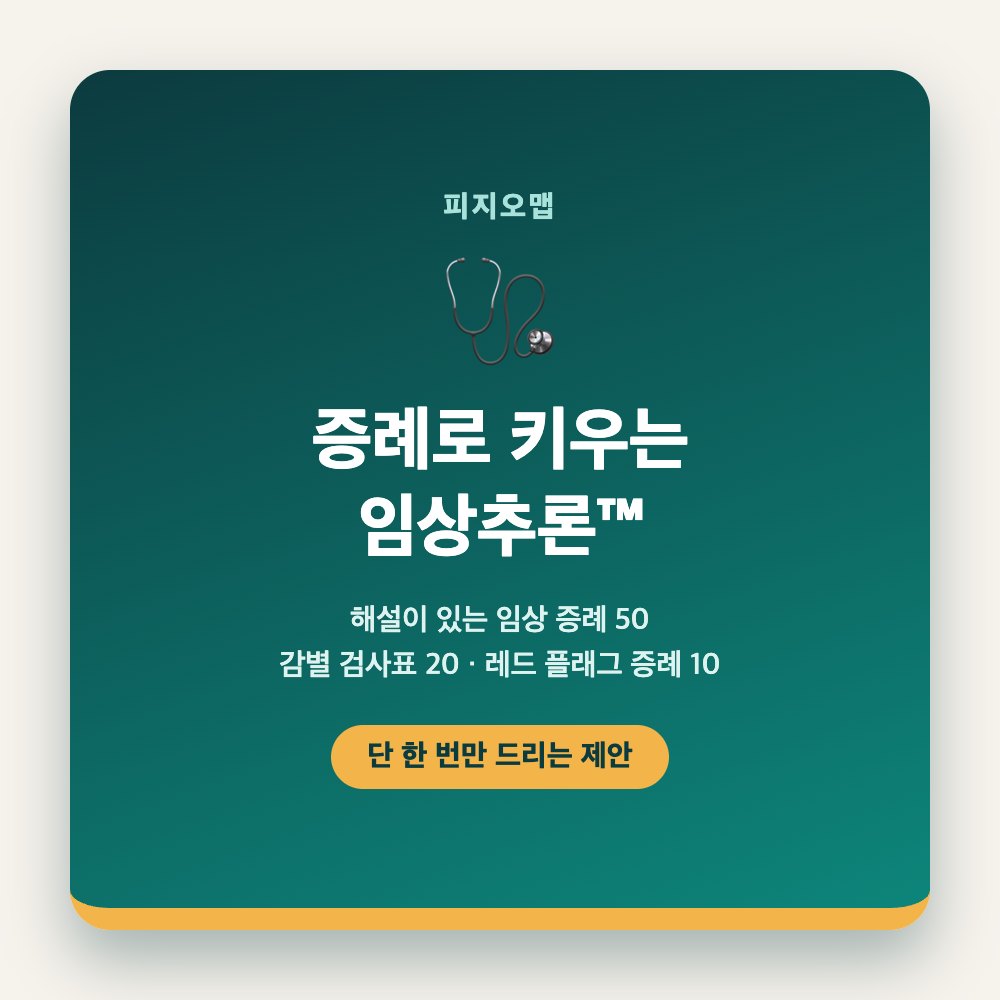 피지오맵
증례로 키우는
임상추론™
해설이 있는 임상 증례 50
감별 검사표 20 · 레드 플래그 증례 10
단 한 번만 드리는 제안